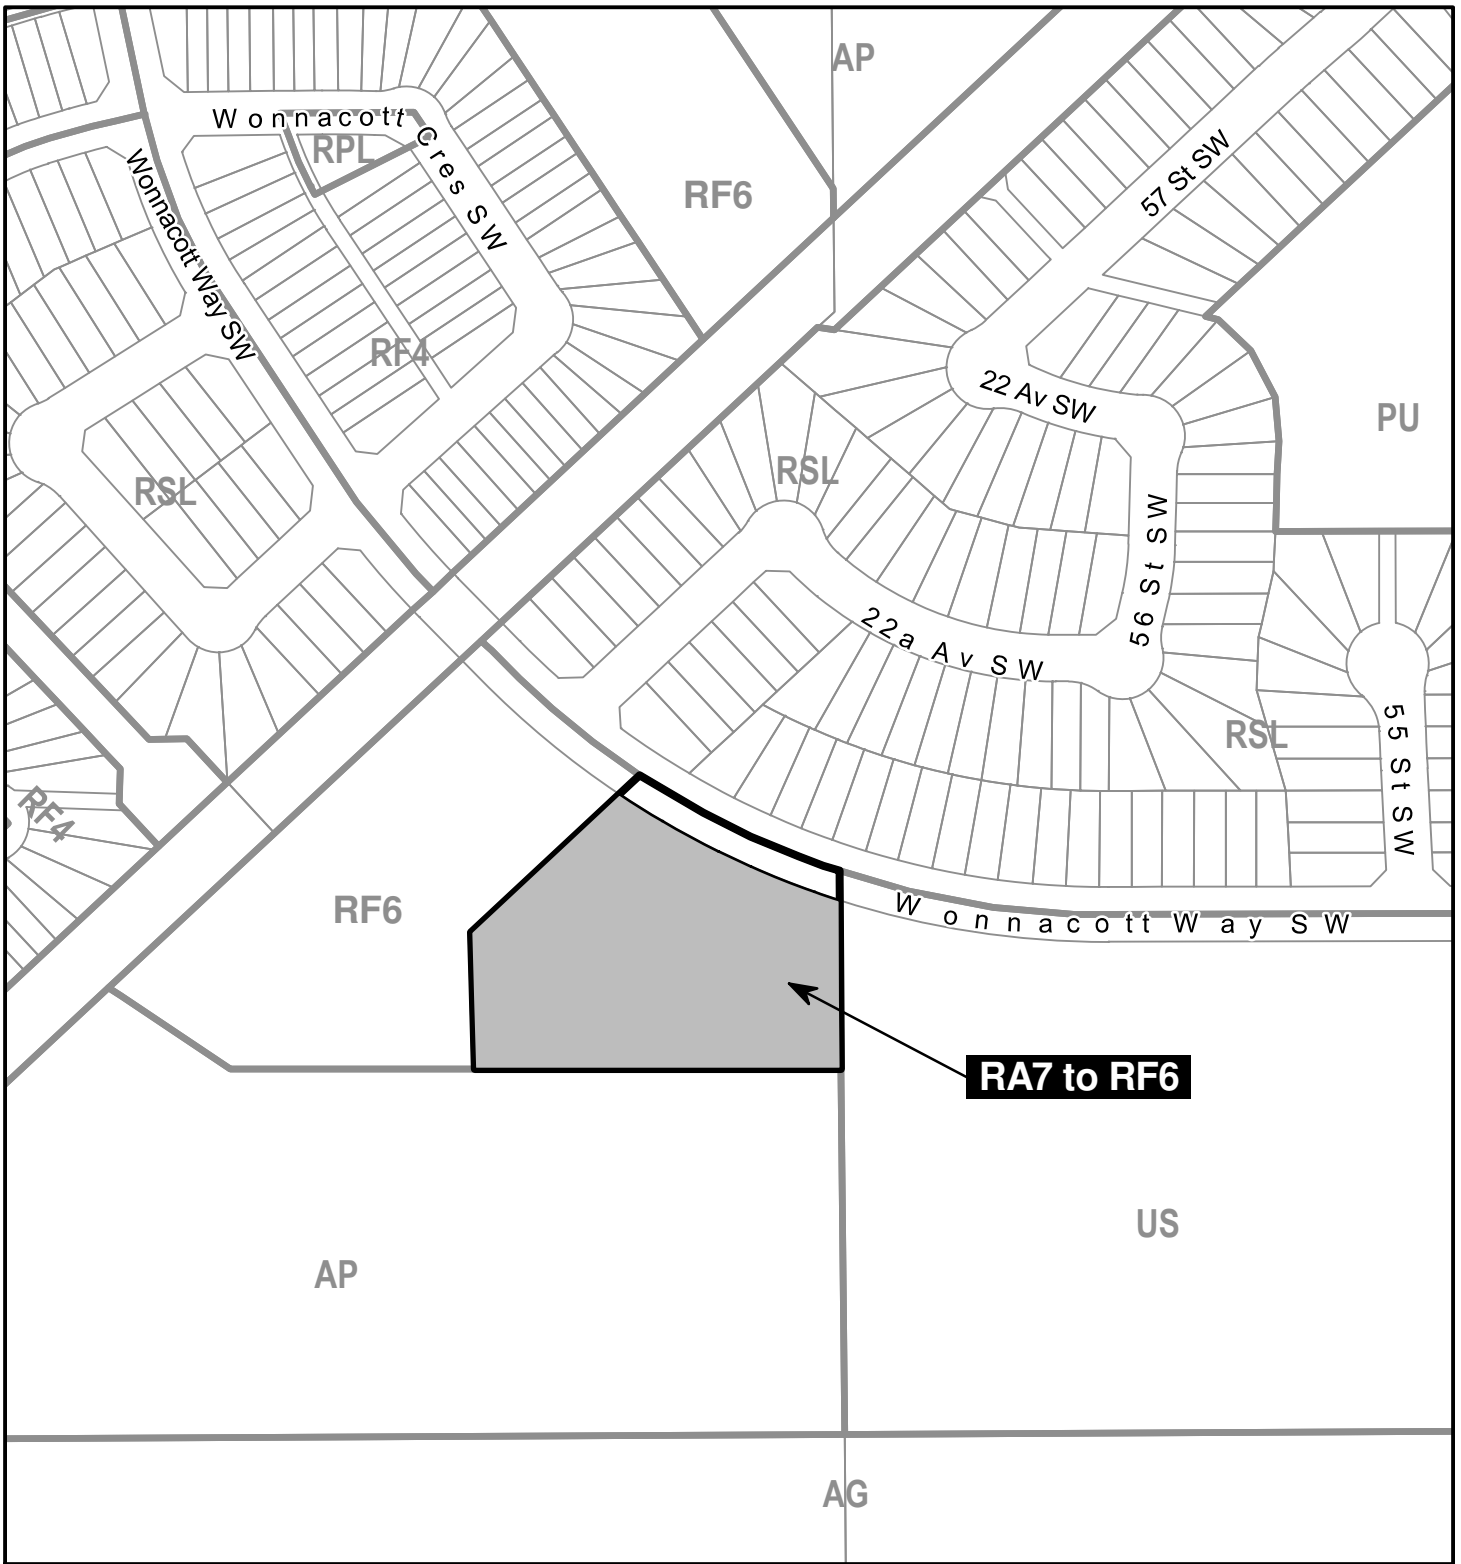 AP
Wonnacott Cres SW
RPL
Wonnacott Way SW
RF6
57 St SW
RF4
22 Av SW
PU
RSL
RSL
56 St SW
22a Av SW
RSL
55 St SW
RF4
RF6
Wonnacott Way SW
RA7 to RF6
US
AP
AG